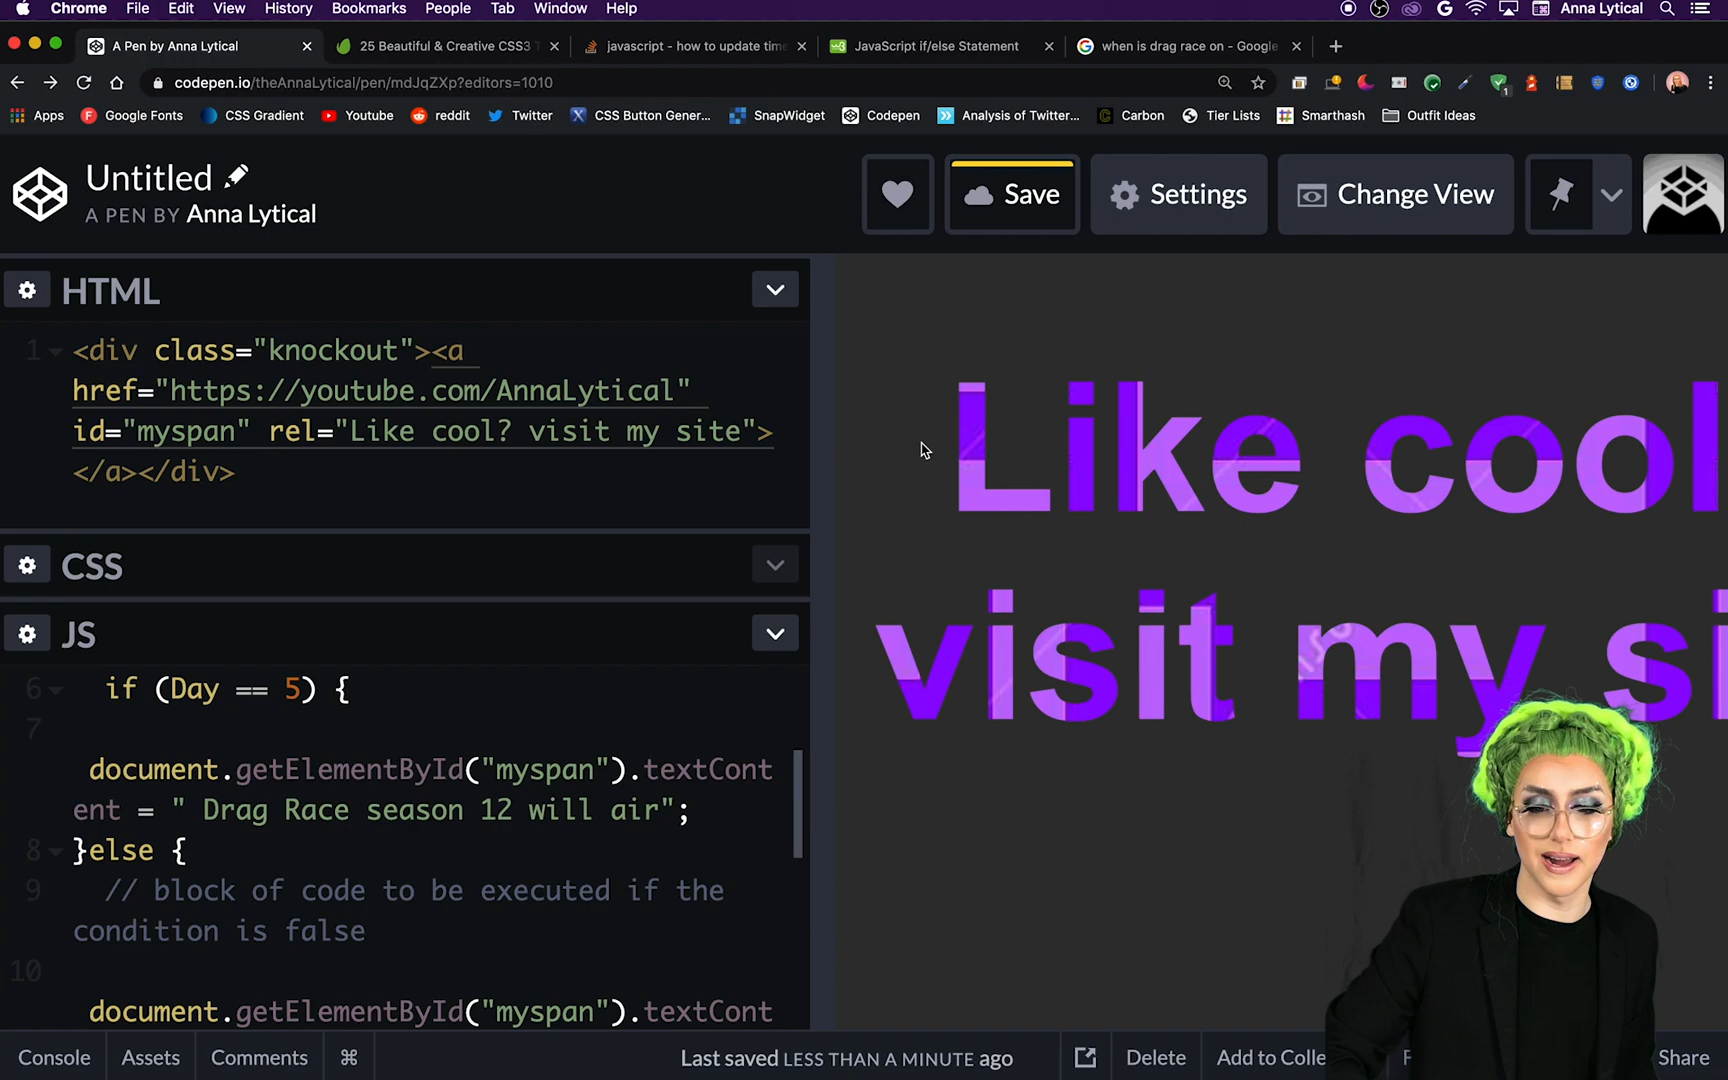 Chrome File Edit View History Bookmarks People Tab Window Help Anna Lytical
A Pen by Anna Lytical 25 Beautiful & Creative CSS3 T javascript - how to update time JavaScript if/else Statement when is drag race on - Google
codepen.io/theAnnaLytical/pen/mdJqZXp?editors=1010
Apps Google Fonts CSS Gradient Youtube reddit Twitter CSS Button Gener... SnapWidget Codepen Analysis of Twitter... Carbon Tier Lists Smarthash Outfit Ideas
Untitled
A PEN BY Anna Lytical
Save Settings Change View
HTML
1 <div class="knockout"><a
href="https://youtube.com/AnnaLytical"
id="myspan" rel="Like cool? visit my site">
</a></div>
CSS
JS
6 if (Day == 5) {
7
document.getElementById("myspan").textCont
ent = " Drag Race season 12 will air";
8 }else {
9 // block of code to be executed if the
condition is false
10
document.getElementById("myspan").textCont
Like cool
visit my si
Console Assets Comments ⌘ Last saved LESS THAN A MINUTE ago Delete Add to Colle Share